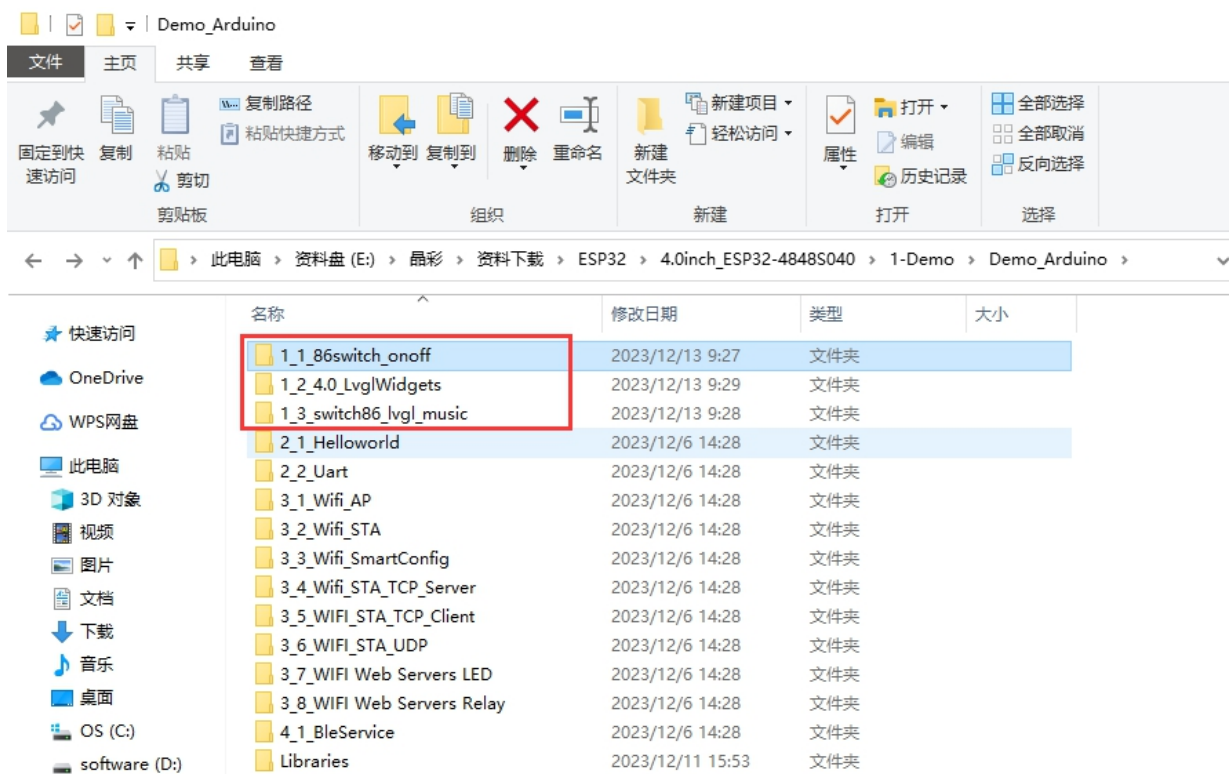 Demo_Arduino
文件 主页 共享 查看
复制路径 新建项目 打开 全部选择
粘贴快捷方式 轻松访问 编辑 全部取消
固定到快速访问 复制 粘贴 移动到 复制到 删除 重命名 新建文件夹 属性 历史记录 反向选择
剪切
剪贴板 组织 新建 打开 选择
此电脑 资料盘 (E:) 晶彩 资料下载 ESP32 4.0inch_ESP32-4848S040 1-Demo Demo_Arduino
名称 修改日期 类型 大小
快速访问
OneDrive
WPS网盘
此电脑
3D 对象
视频
图片
文档
下载
音乐
桌面
OS (C:)
software (D:)
1_1_86switch_onoff 2023/12/13 9:27 文件夹
1_2_4.0_LvglWidgets 2023/12/13 9:29 文件夹
1_3_switch86_lvgl_music 2023/12/13 9:28 文件夹
2_1_Helloworld 2023/12/6 14:28 文件夹
2_2_Uart 2023/12/6 14:28 文件夹
3_1_Wifi_AP 2023/12/6 14:28 文件夹
3_2_Wifi_STA 2023/12/6 14:28 文件夹
3_3_Wifi_SmartConfig 2023/12/6 14:28 文件夹
3_4_Wifi_STA_TCP_Server 2023/12/6 14:28 文件夹
3_5_WIFI_STA_TCP_Client 2023/12/6 14:28 文件夹
3_6_WIFI_STA_UDP 2023/12/6 14:28 文件夹
3_7_WIFI Web Servers LED 2023/12/6 14:28 文件夹
3_8_WIFI Web Servers Relay 2023/12/6 14:28 文件夹
4_1_BleService 2023/12/6 14:28 文件夹
Libraries 2023/12/11 15:53 文件夹